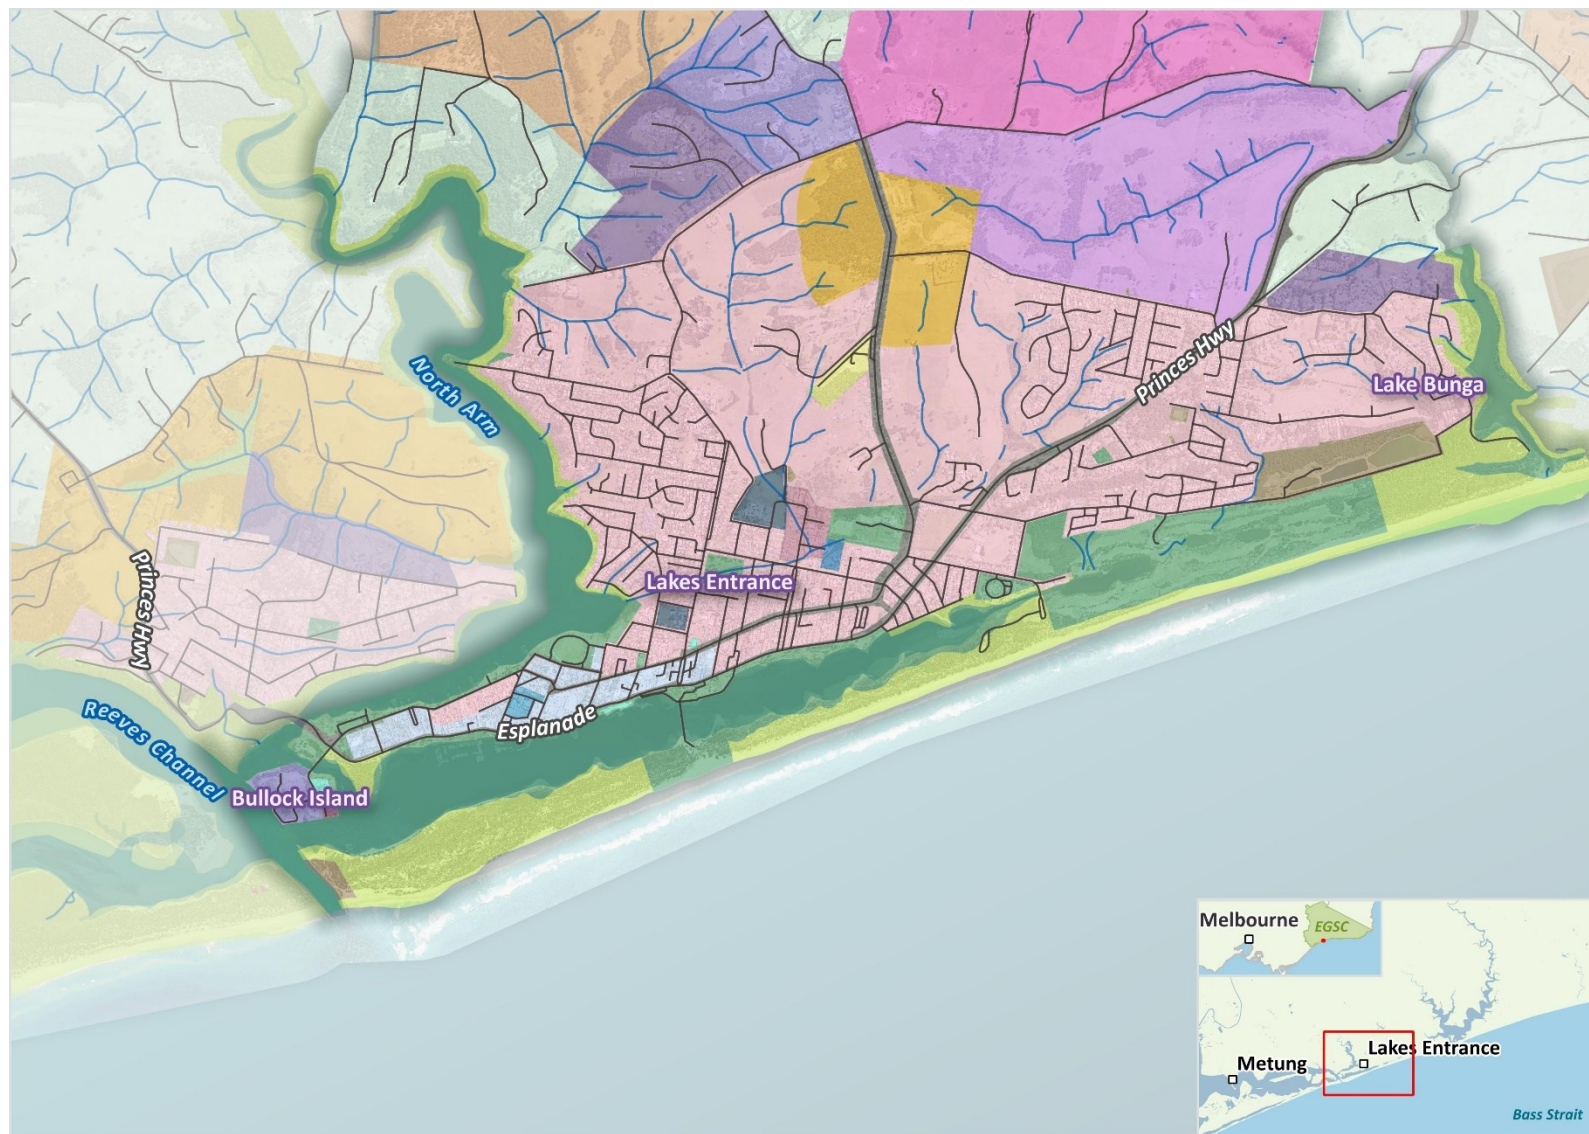 North Arm
Princes Hwy
Lake Bunga
Lakes Entrance
Princes Hwy
Reeves Channel
Esplanade
Bullock Island
Melbourne
EGSC
Lakes Entrance
Metung
Bass Strait